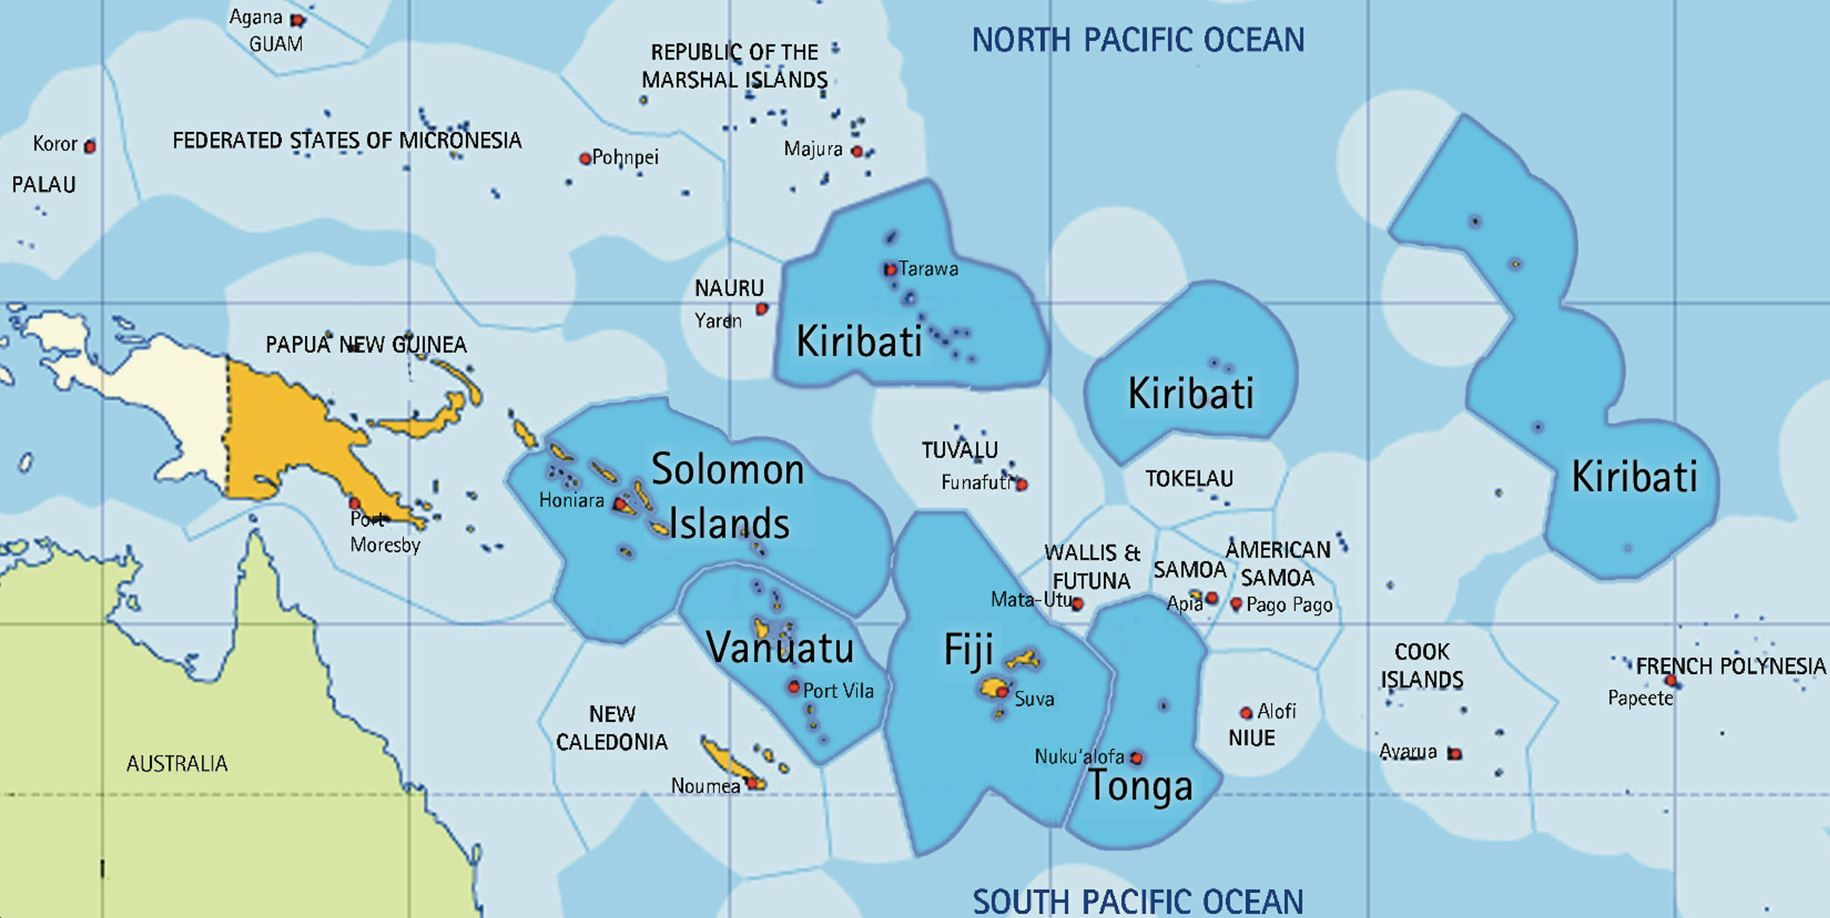 Agana
GUAM
NORTH PACIFIC OCEAN
REPUBLIC OF THE
MARSHAL ISLANDS
Koror
FEDERATED STATES OF MICRONESIA
Pohnpei
Majura
PALAU
Tarawa
NAURU
Yaren
PAPUA NEW GUINEA
Kiribati
Kiribati
TUVALU
Funafuti
TOKELAU
Kiribati
Solomon
Islands
Honiara
Port
Moresby
WALLIS &
FUTUNA
Mata-Utu
SAMOA
Apia
AMERICAN
SAMOA
Pago Pago
Vanuatu
Port Vila
Fiji
Suva
COOK
ISLANDS
FRENCH POLYNESIA
Papeete
NEW
CALEDONIA
Noumea
Alofi
NIUE
Avarua
Nuku'alofa
Tonga
AUSTRALIA
SOUTH PACIFIC OCEAN